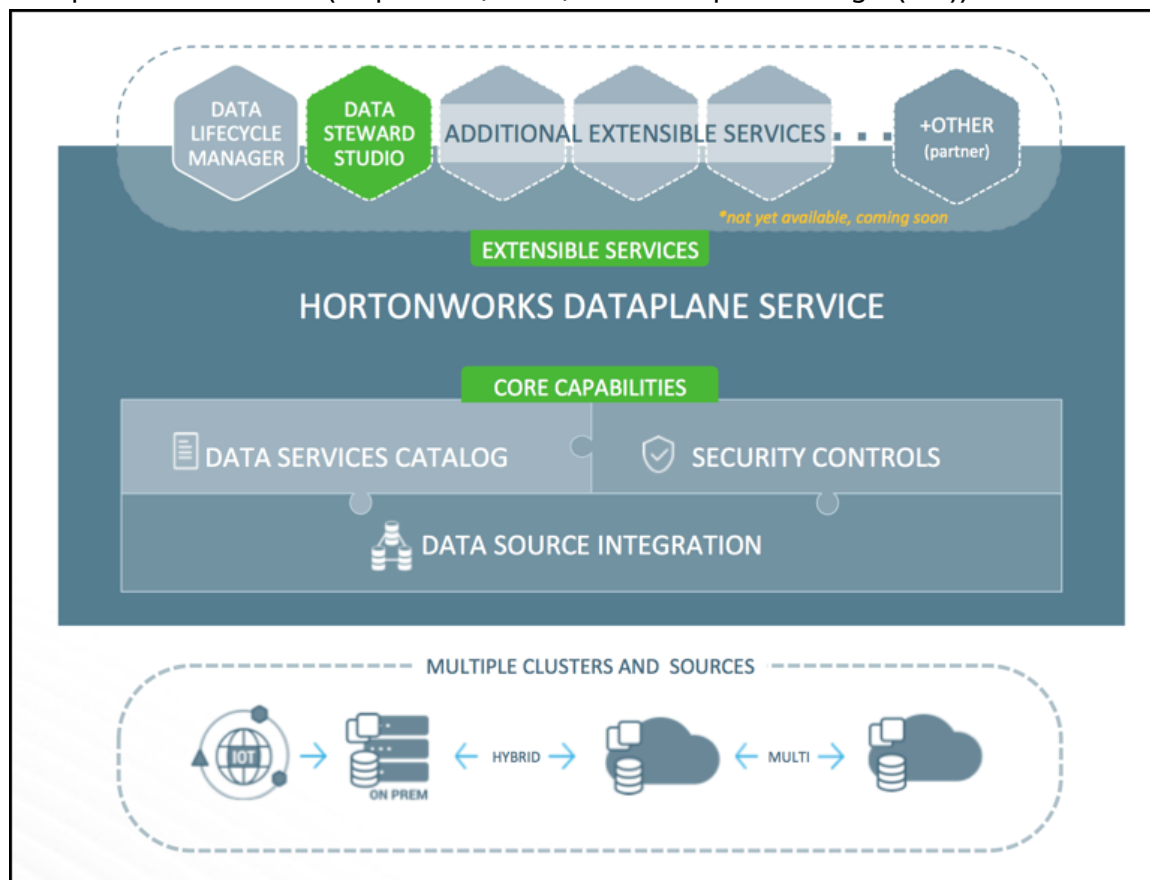 DATA
LIFECYCLE
MANAGER
DATA
STEWARD
STUDIO
ADDITIONAL EXTENSIBLE SERVICES
+OTHER
(partner)
*not yet available, coming soon
EXTENSIBLE SERVICES
HORTONWORKS DATAPLANE SERVICE
CORE CAPABILITIES
DATA SERVICES CATALOG
SECURITY CONTROLS
DATA SOURCE INTEGRATION
MULTIPLE CLUSTERS AND SOURCES
IOT
ON PREM
HYBRID
MULTI